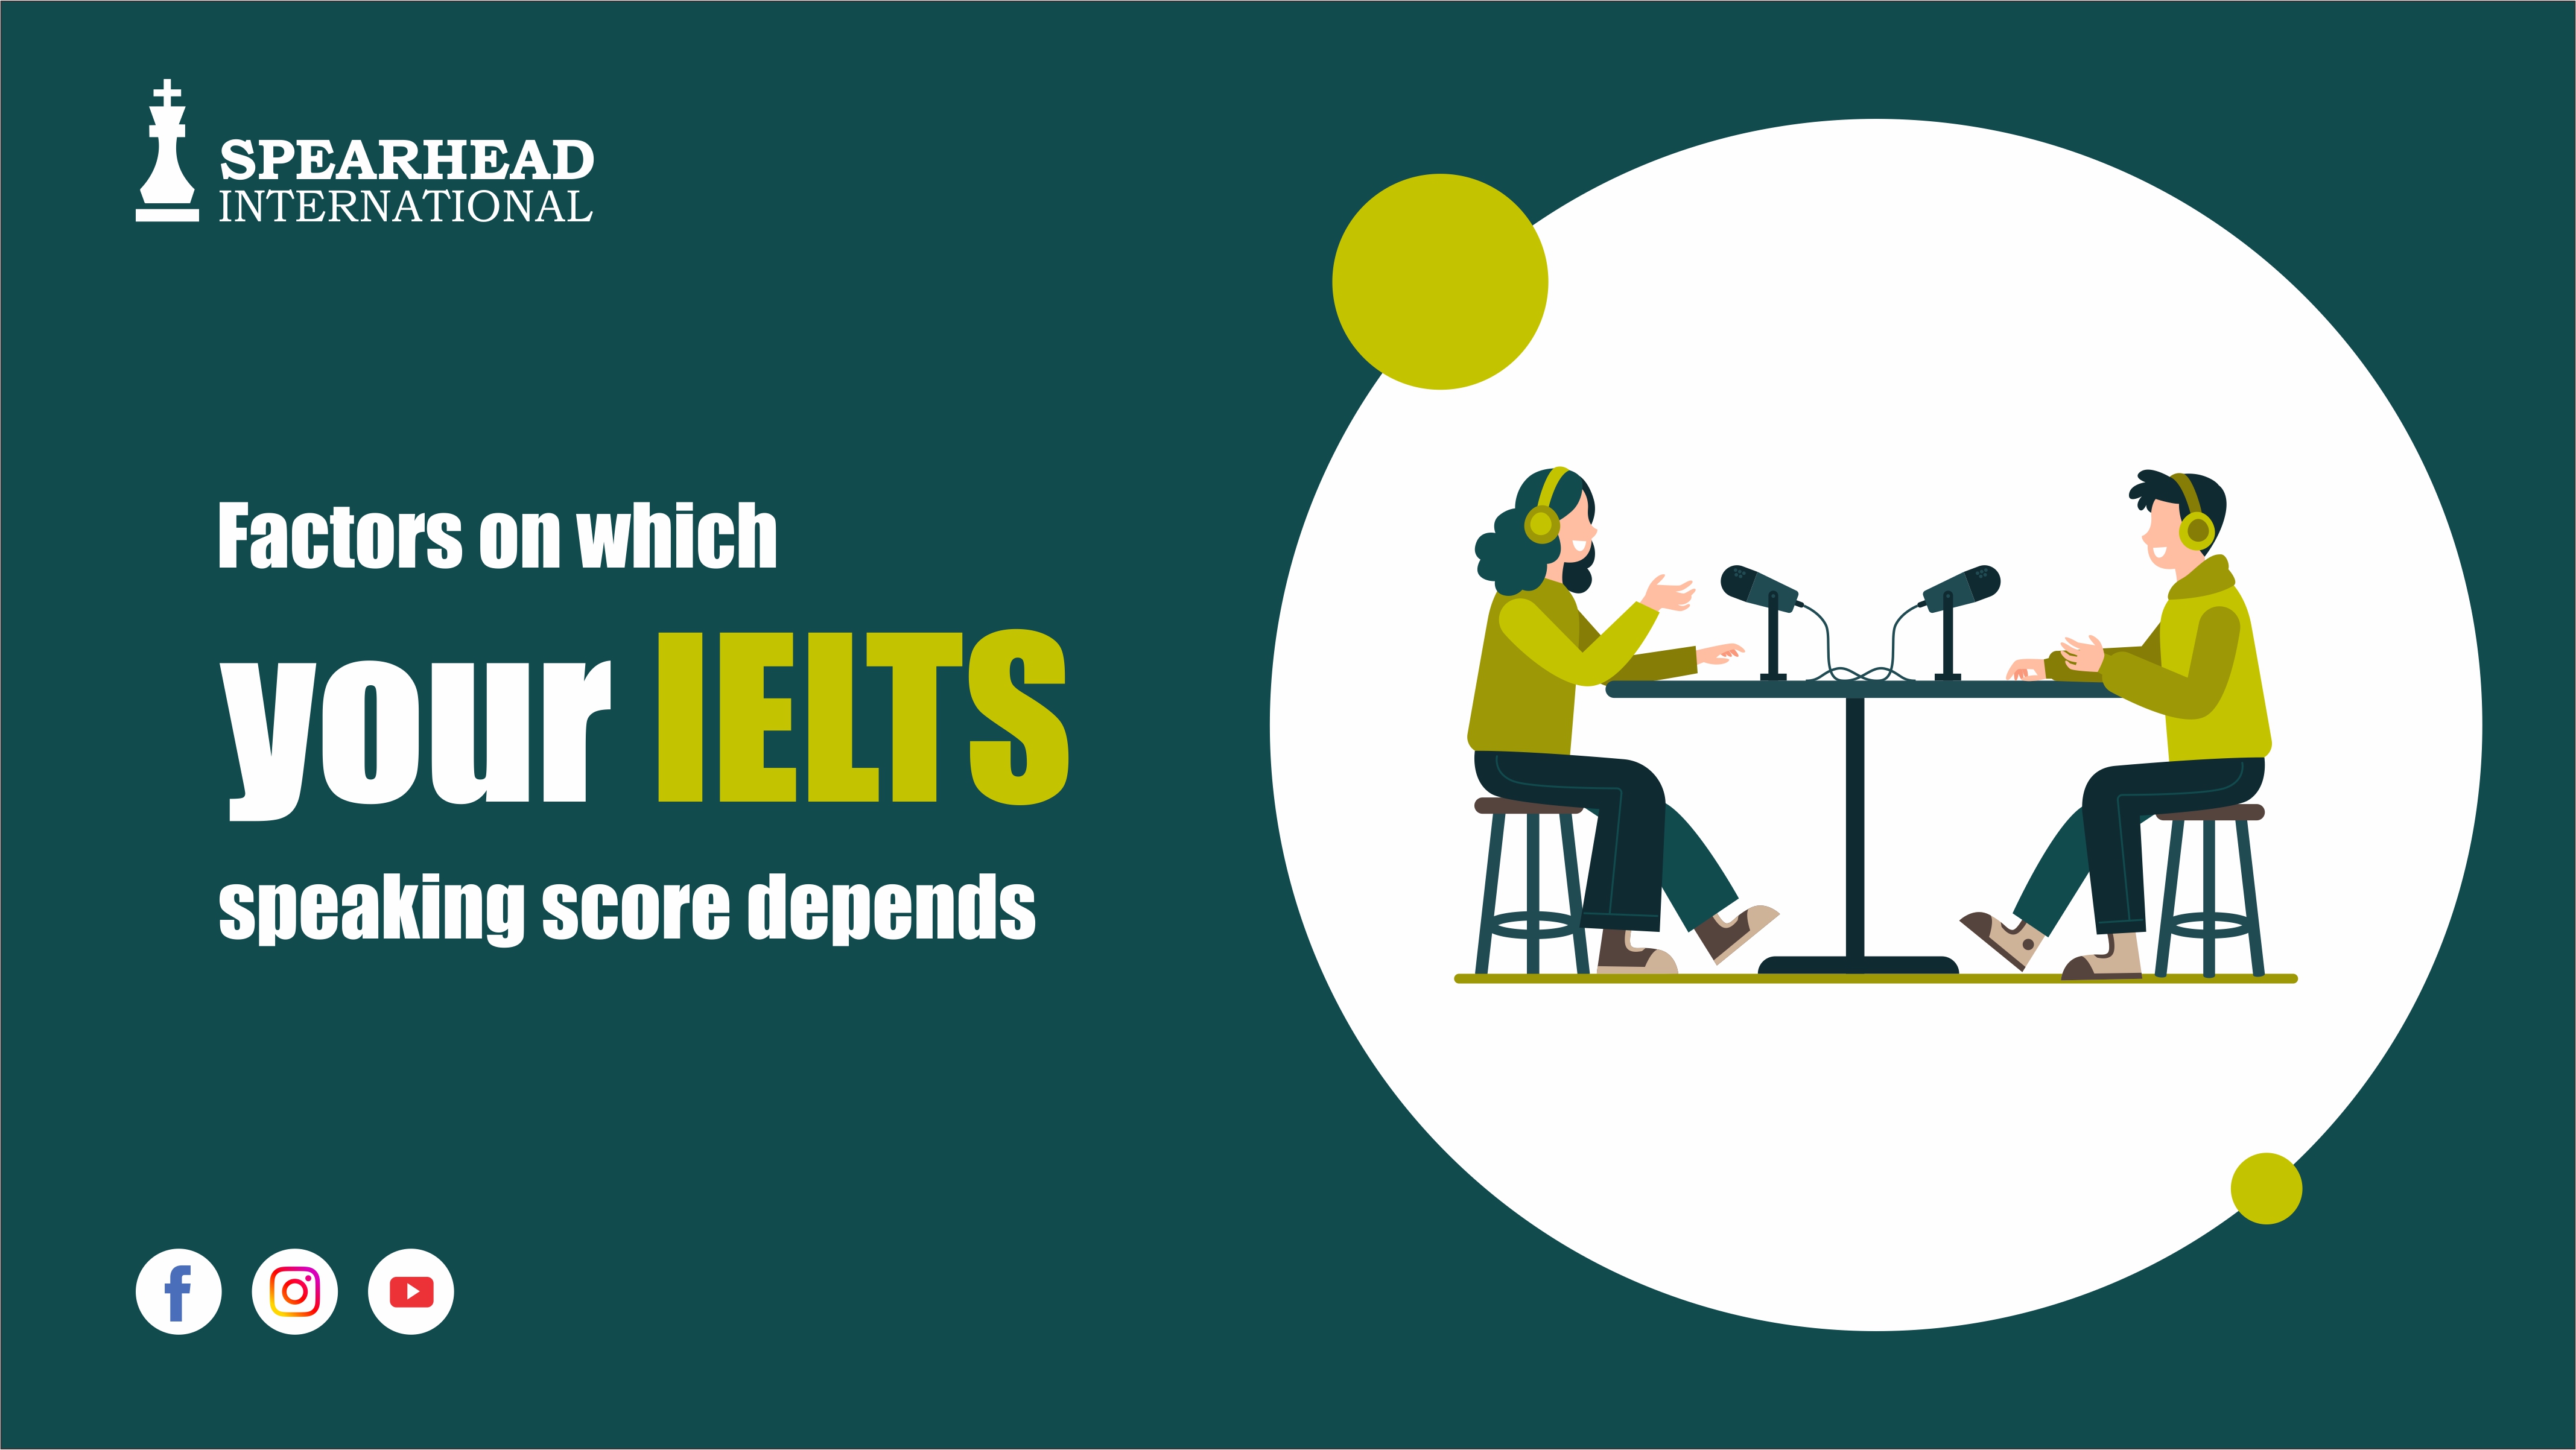 SPEARHEAD
INTERNATIONAL
Factors on which
your IELTS
speaking score depends